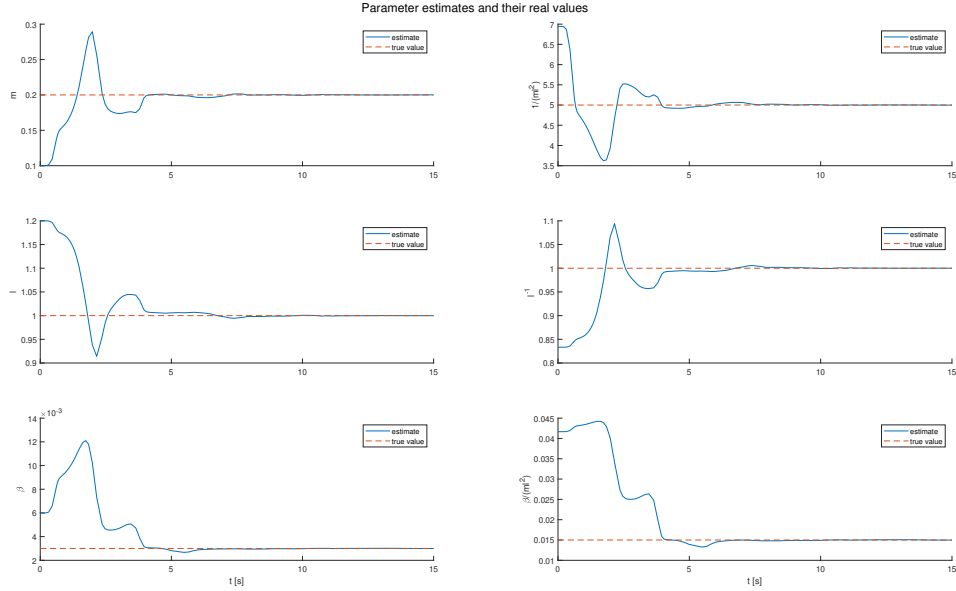 Parameter estimates and their real values
0.3
0.25
0.2
0.15
0.1
m
0 5 10 15
estimate
true value
7
6.5
6
5.5
5
4.5
4
3.5
1/(ml²)
0 5 10 15
estimate
true value
1.2
1.15
1.1
1.05
1
0.95
0.9
l
0 5 10 15
estimate
true value
1.1
1.05
1
0.95
0.9
0.85
0.8
l⁻¹
0 5 10 15
estimate
true value
×10⁻³
14
12
10
8
6
4
2
β
0 5 10 15
t [s]
estimate
true value
0.045
0.04
0.035
0.03
0.025
0.02
0.015
0.01
β/(ml²)
0 5 10 15
t [s]
estimate
true value